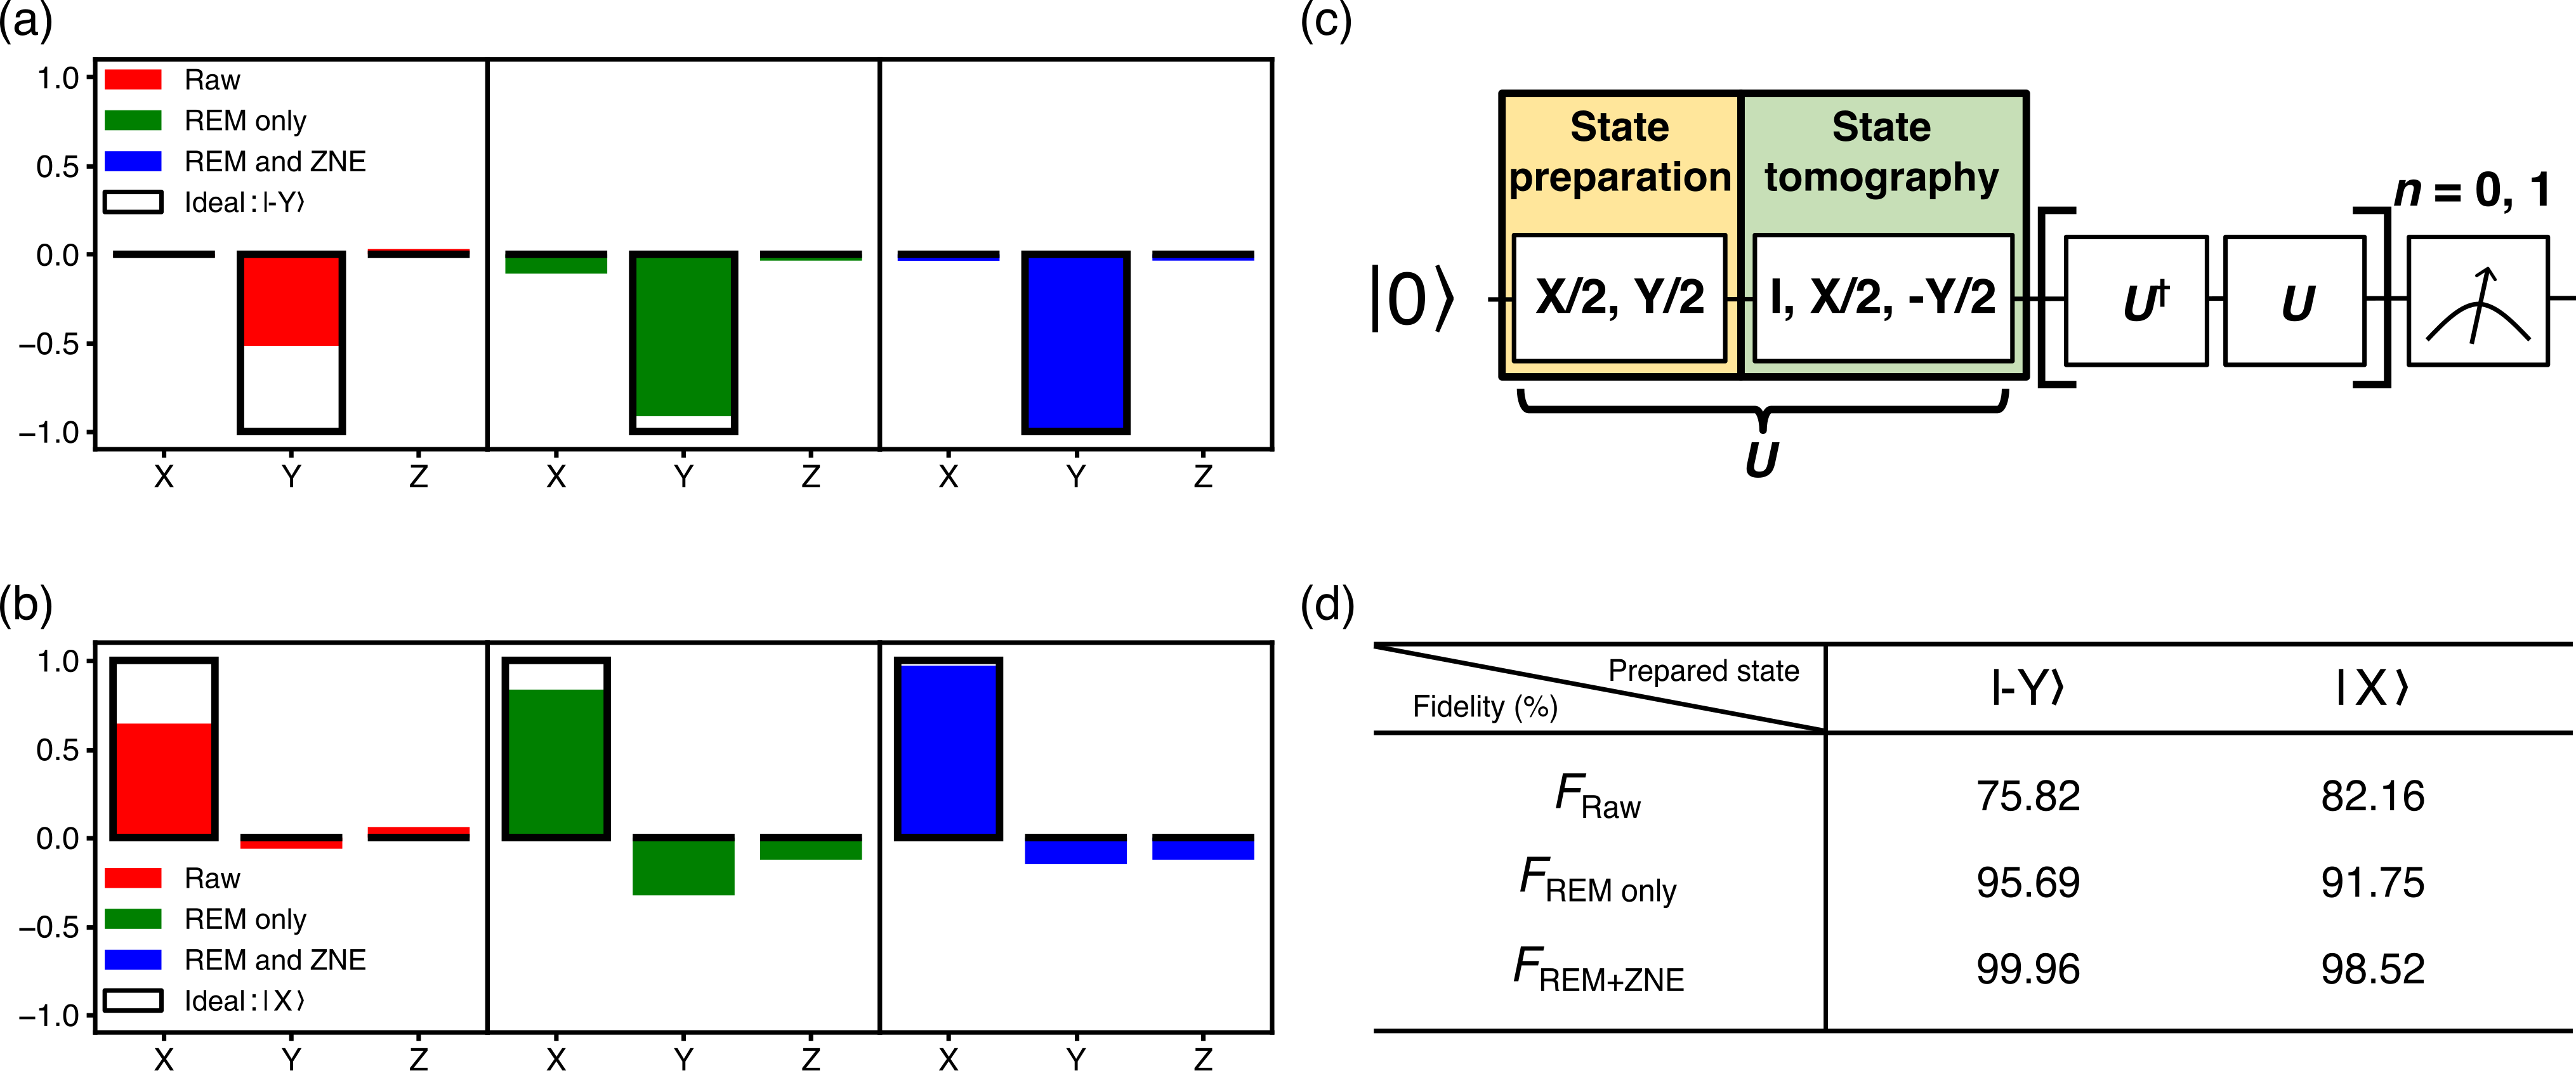 (a)
1.0
0.5
0.0
−0.5
−1.0
Raw
REM only
REM and ZNE
Ideal: |-Y⟩
X Y Z X Y Z X Y Z
(b)
1.0
0.5
0.0
−0.5
−1.0
Raw
REM only
REM and ZNE
Ideal: |X⟩
X Y Z X Y Z X Y Z
(c)
State
preparation
State
tomography
n = 0, 1
|0⟩ X/2, Y/2 I, X/2, -Y/2 U† U
U
(d)
Prepared state
Fidelity (%)
|-Y⟩ |X⟩
F_Raw 75.82 82.16
F_REM only 95.69 91.75
F_REM+ZNE 99.96 98.52